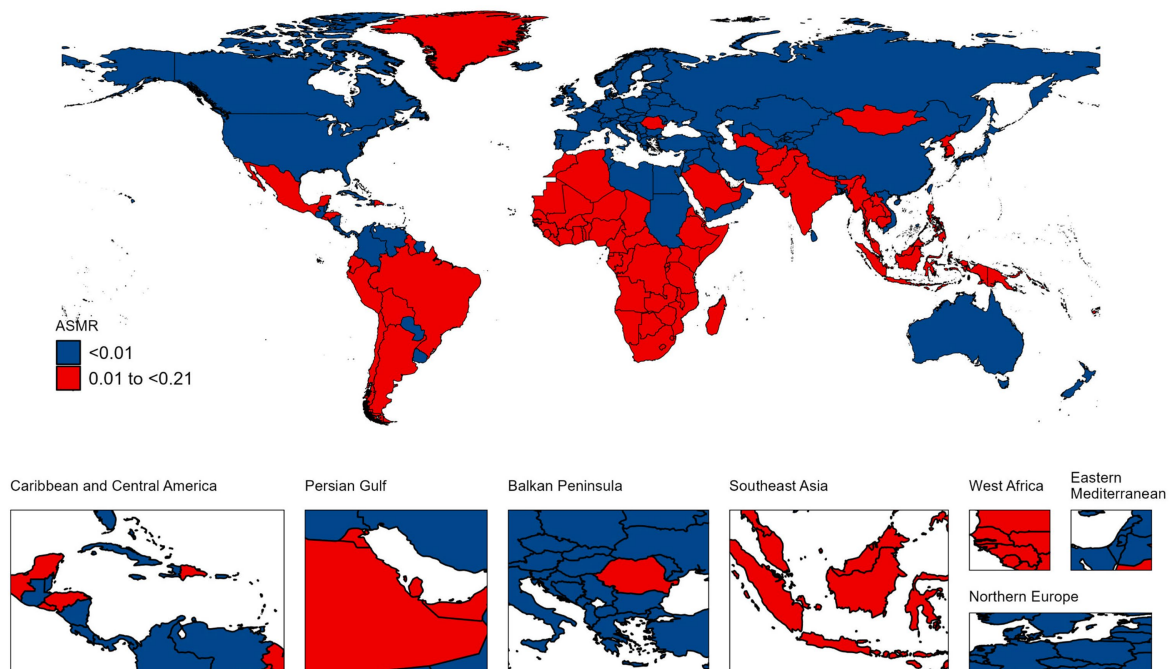 ASMR
<0.01
0.01 to <0.21
Caribbean and Central America
Persian Gulf
Balkan Peninsula
Southeast Asia
West Africa
Eastern
Mediterranean
Northern Europe